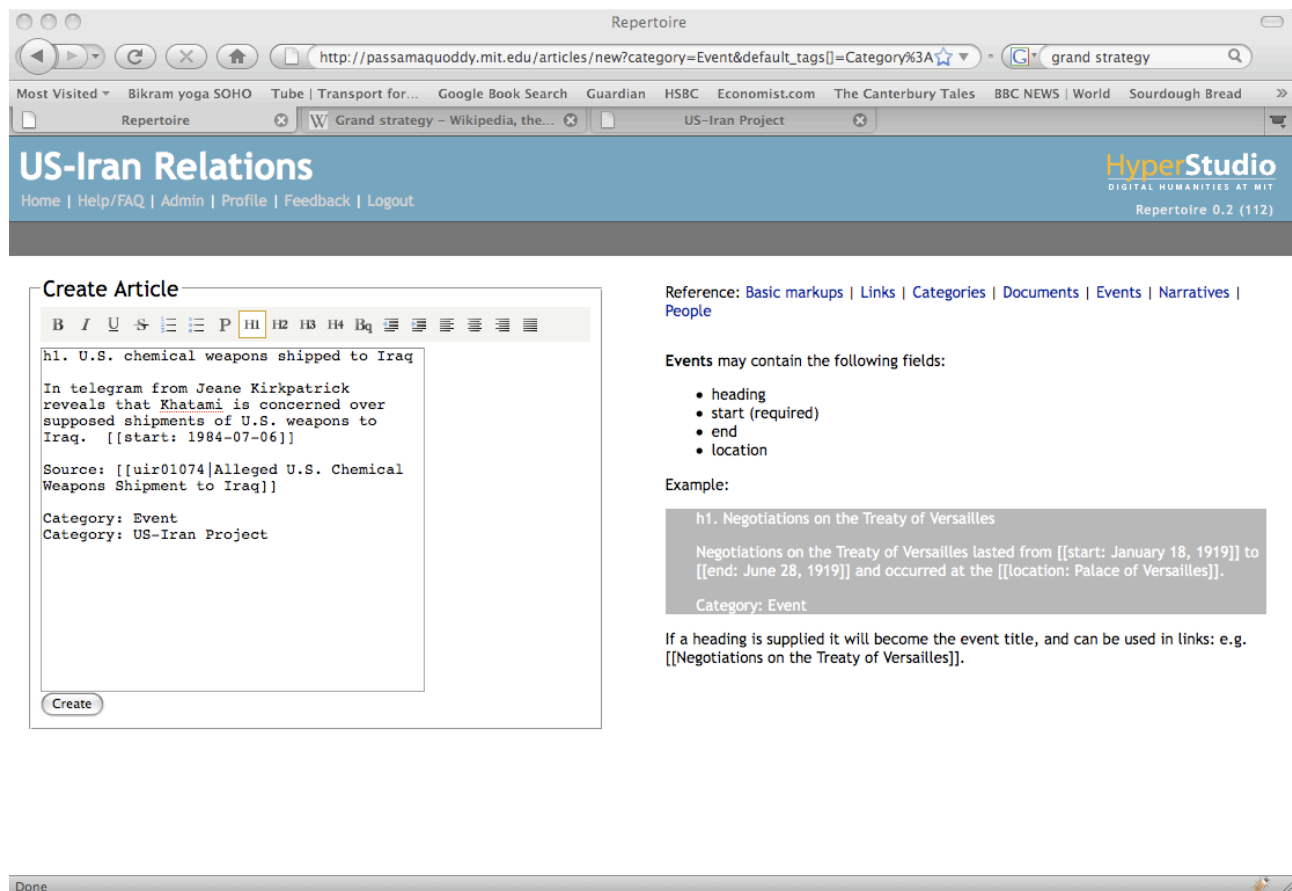 Repertoire
http://passamaquoddy.mit.edu/articles/new?category=Event&default_tags[]=Category%3A
G grand strategy
Most Visited Bikram yoga SOHO Tube | Transport for... Google Book Search Guardian HSBC Economist.com The Canterbury Tales BBC NEWS | World Sourdough Bread »
Repertoire W Grand strategy – Wikipedia, the... US-Iran Project
US-Iran Relations
Home | Help/FAQ | Admin | Profile | Feedback | Logout
HyperStudio
DIGITAL HUMANITIES AT MIT
Repertoire 0.2 (112)
Create Article
B I U S P H1 H2 H3 H4 Bq
h1. U.S. chemical weapons shipped to Iraq
In telegram from Jeane Kirkpatrick
reveals that Khatami is concerned over
supposed shipments of U.S. weapons to
Iraq. [[start: 1984-07-06]]
Source: [[uir01074|Alleged U.S. Chemical
Weapons Shipment to Iraq]]
Category: Event
Category: US-Iran Project
Create
Reference: Basic markups | Links | Categories | Documents | Events | Narratives |
People
Events may contain the following fields:
• heading
• start (required)
• end
• location
Example:
h1. Negotiations on the Treaty of Versailles
Negotiations on the Treaty of Versailles lasted from [[start: January 18, 1919]] to
[[end: June 28, 1919]] and occurred at the [[location: Palace of Versailles]].
Category: Event
If a heading is supplied it will become the event title, and can be used in links: e.g.
[[Negotiations on the Treaty of Versailles]].
Done